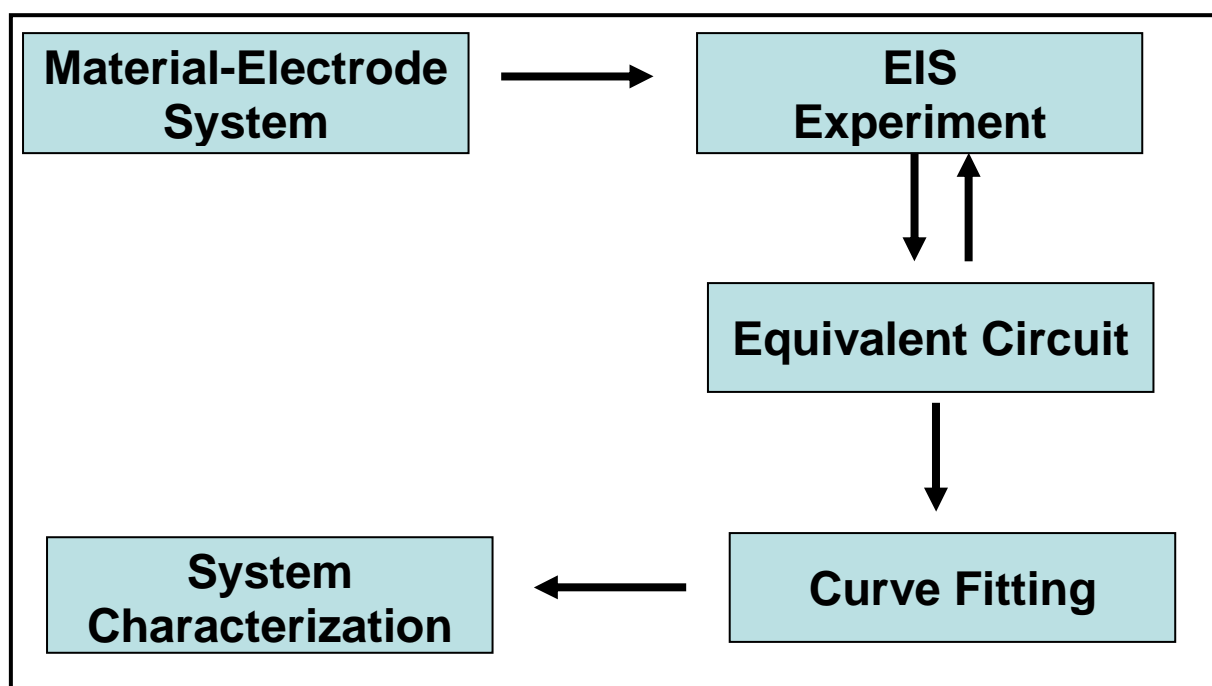 Material-Electrode
System
EIS
Experiment
Equivalent Circuit
Curve Fitting
System
Characterization